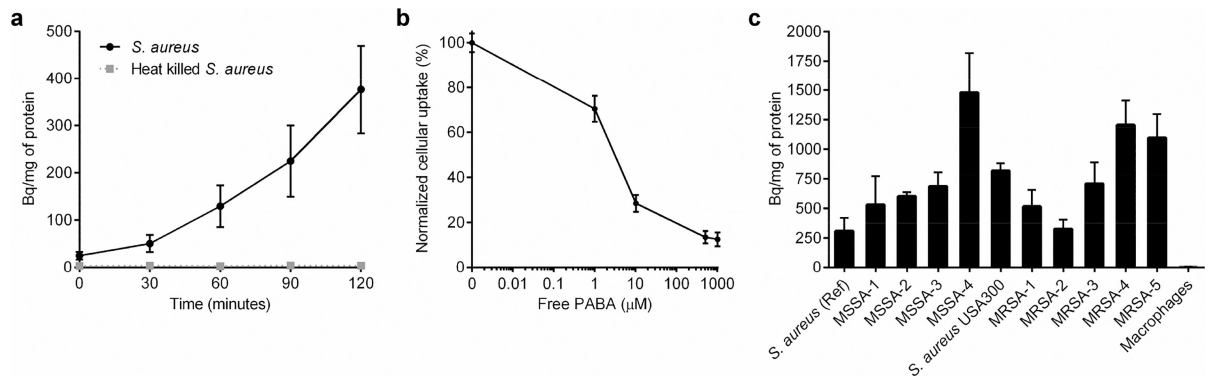 a
Bq/mg of protein
500
400
300
200
100
0
S. aureus
Heat killed S. aureus
0 30 60 90 120
Time (minutes)
b
Normalized cellular uptake (%)
100
80
60
40
20
0
0 0.01 0.1 1 10 100 1000
Free PABA (μM)
c
Bq/mg of protein
2000
1750
1500
1250
1000
750
500
250
0
S. aureus (Ref)
MSSA-1
MSSA-2
MSSA-3
MSSA-4
S. aureus USA300
MRSA-1
MRSA-2
MRSA-3
MRSA-4
MRSA-5
Macrophages